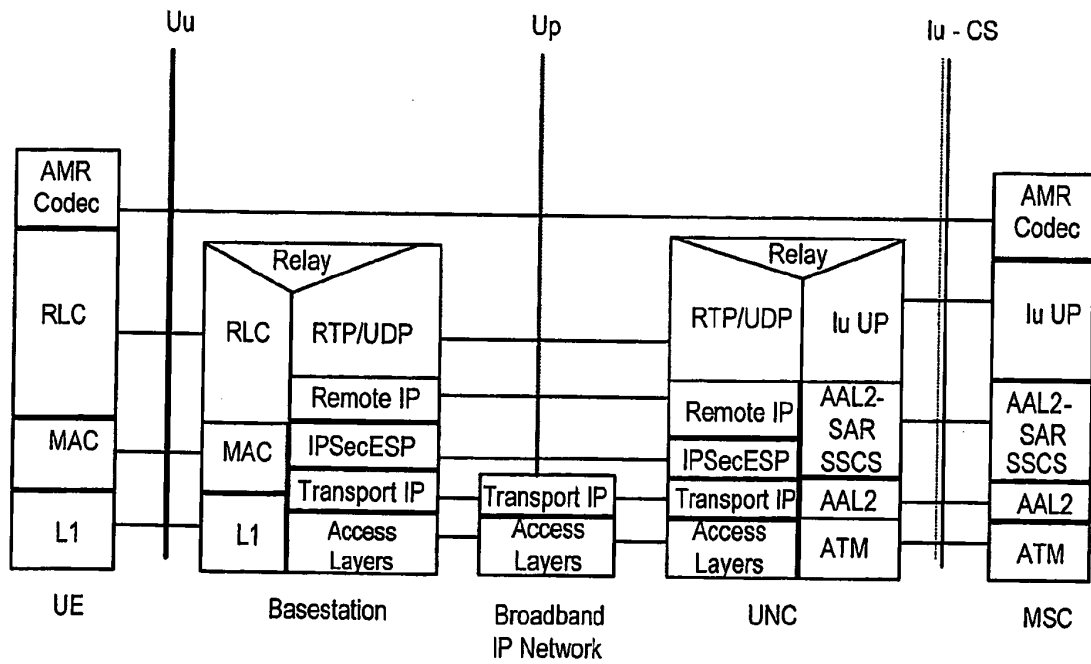 Uu
Up
Iu - CS
AMR
Codec
RLC
MAC
L1
UE
Relay
RLC
MAC
L1
RTP/UDP
Remote IP
IPSecESP
Transport IP
Access
Layers
Basestation
Transport IP
Access
Layers
Broadband
IP Network
Relay
RTP/UDP
Remote IP
IPSecESP
Transport IP
Access
Layers
Iu UP
AAL2-
SAR
SSCS
AAL2
ATM
UNC
AMR
Codec
Iu UP
AAL2-
SAR
SSCS
AAL2
ATM
MSC